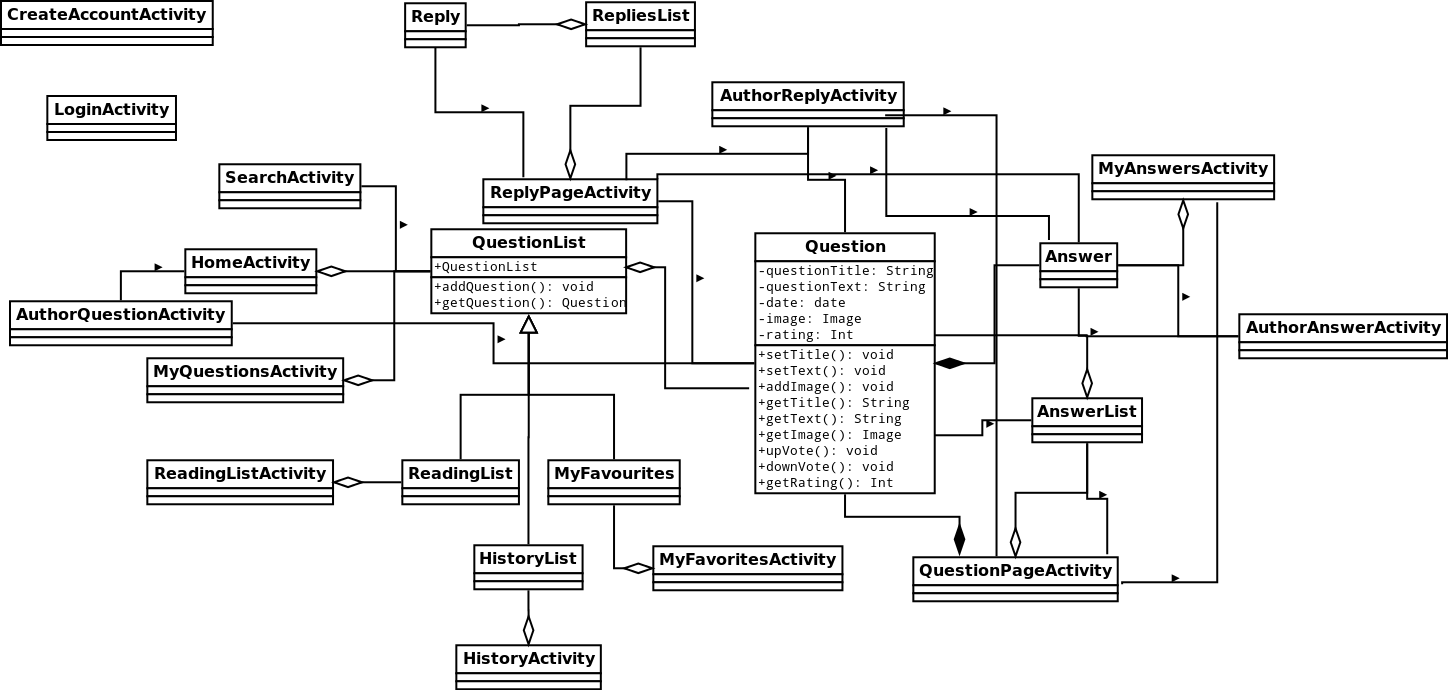 CreateAccountActivity
Reply
RepliesList
LoginActivity
AuthorReplyActivity
SearchActivity
ReplyPageActivity
MyAnswersActivity
QuestionList
+QuestionList
+addQuestion(): void
+getQuestion(): Question
HomeActivity
AuthorQuestionActivity
MyQuestionsActivity
Question
-questionTitle: String
-questionText: String
-date: date
-image: Image
-rating: Int
+setTitle(): void
+setText(): void
+addImage(): void
+getTitle(): String
+getText(): String
+getImage(): Image
+upVote(): void
+downVote(): void
+getRating(): Int
Answer
AuthorAnswerActivity
AnswerList
ReadingListActivity
ReadingList
MyFavourites
HistoryList
MyFavoritesActivity
QuestionPageActivity
HistoryActivity